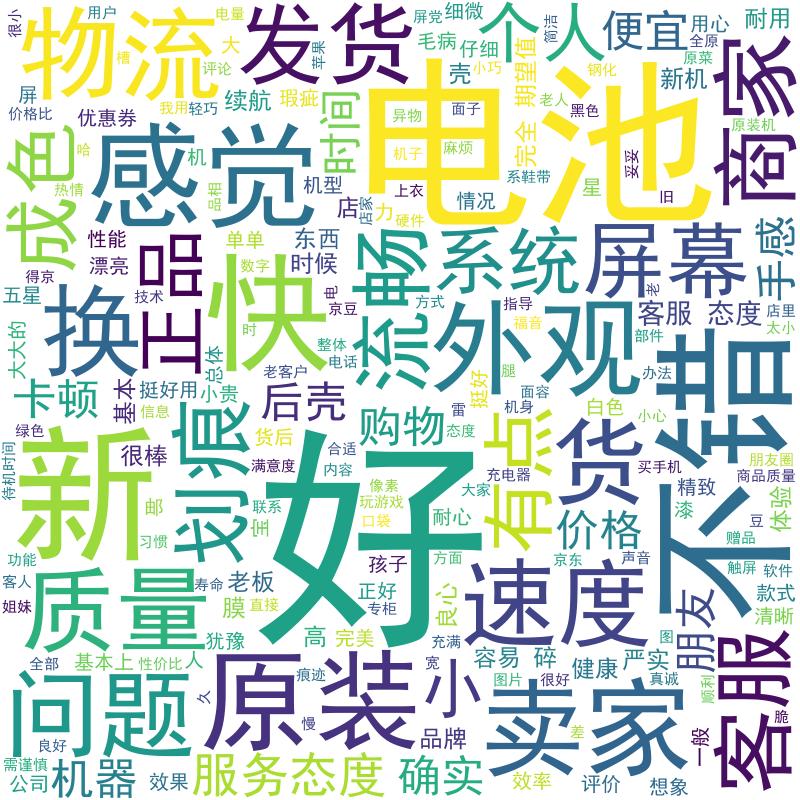 很小
用户
电量
大
屏党
细微
个人
便宜
用心
耐用
物流
发货
槽
评论
苹果
毛病
仔细
简洁
全原
原菜
商家
屏
我用
轻巧
续航
瑕疵
壳
小巧
期望值
钢化
新机
价格比
优惠券
时间
电池
异物
面子
老人
黑色
原装机
成色
哈
感觉
机子
麻烦
完全
妥妥
热情
品相
机
机型
店
店家
力
硬件
上衣
情况
系鞋带
星
旧
手感
性能
正品
单单
东西
流畅
系统
屏幕
漂亮
时候
得京
技术
快
数字
电
京豆
方式
指导
老
客服
态度
店里
太小
五星
换
时
整体
福音
外观
部件
大大的
总体
老客户
电话
腿
面容
办法
不错
卡顿
基本
挺好用
小贵
后壳
挺好
机身
白色
小心
绿色
信息
划痕
购物
雷
有点
货
朋友圈
待机时间
新
很棒
货后
满意度
合适
内容
态度
充电器
买手机
商品质量
好
像素
玩游戏
口袋
大家
精致
体验
邮
宝
联系
耐心
价格
漆
赠品
豆
习惯
功能
孩子
方面
京东
声音
触屏
软件
客人
质量
寿命
老板
正好
专柜
良心
速度
朋友
款式
姐妹
膜
直接
清晰
犹豫
高
完美
充满
图
客服
全部
基本上
性价比
人
原装
痕迹
宽
小
容易
碎
健康
严实
问题
久
图片
很好
真诚
顺利
卖家
脆
良好
慢
品牌
差
一般
需谨慎
公司
机器
效果
服务态度
确实
效率
评价
想象